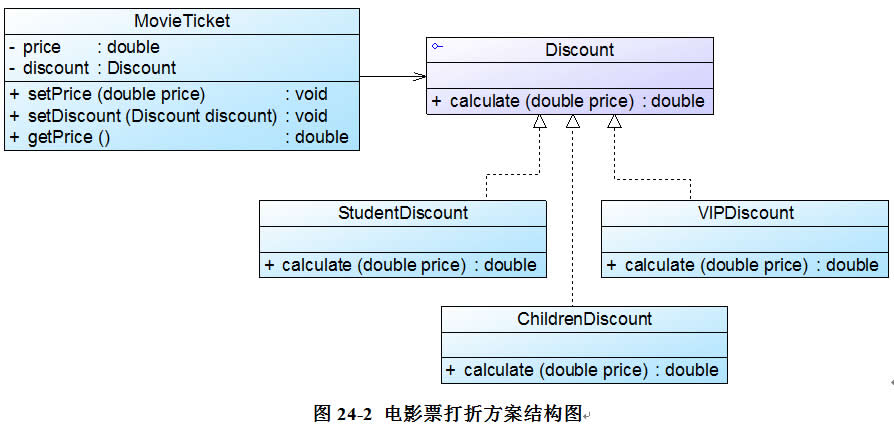 MovieTicket
- price : double
- discount : Discount
+ setPrice (double price) : void
+ setDiscount (Discount discount) : void
+ getPrice () : double
Discount
+ calculate (double price) : double
StudentDiscount
+ calculate (double price) : double
VIPDiscount
+ calculate (double price) : double
ChildrenDiscount
+ calculate (double price) : double
图 24-2 电影票打折方案结构图